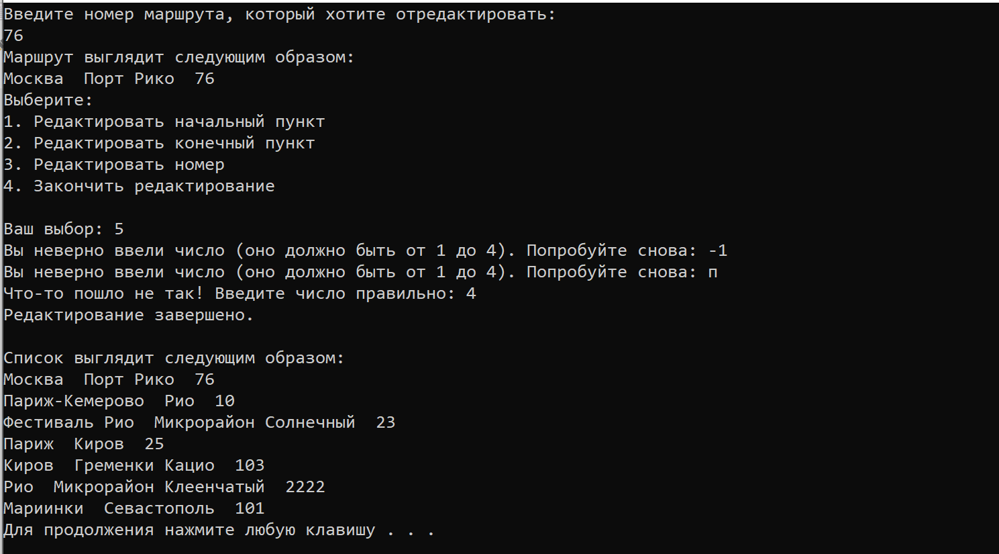 Введите номер маршрута, который хотите отредактировать:
76
Маршрут выглядит следующим образом:
Москва  Порт Рико  76
Выберите:
1. Редактировать начальный пункт
2. Редактировать конечный пункт
3. Редактировать номер
4. Закончить редактирование
Ваш выбор: 5
Вы неверно ввели число (оно должно быть от 1 до 4). Попробуйте снова: -1
Вы неверно ввели число (оно должно быть от 1 до 4). Попробуйте снова: п
Что-то пошло не так! Введите число правильно: 4
Редактирование завершено.
Список выглядит следующим образом:
Москва  Порт Рико  76
Париж-Кемерово  Рио  10
Фестиваль Рио  Микрорайон Солнечный  23
Париж  Киров  25
Киров  Гременки Кацио  103
Рио  Микрорайон Клеенчатый  2222
Мариинки  Севастополь  101
Для продолжения нажмите любую клавишу . . .